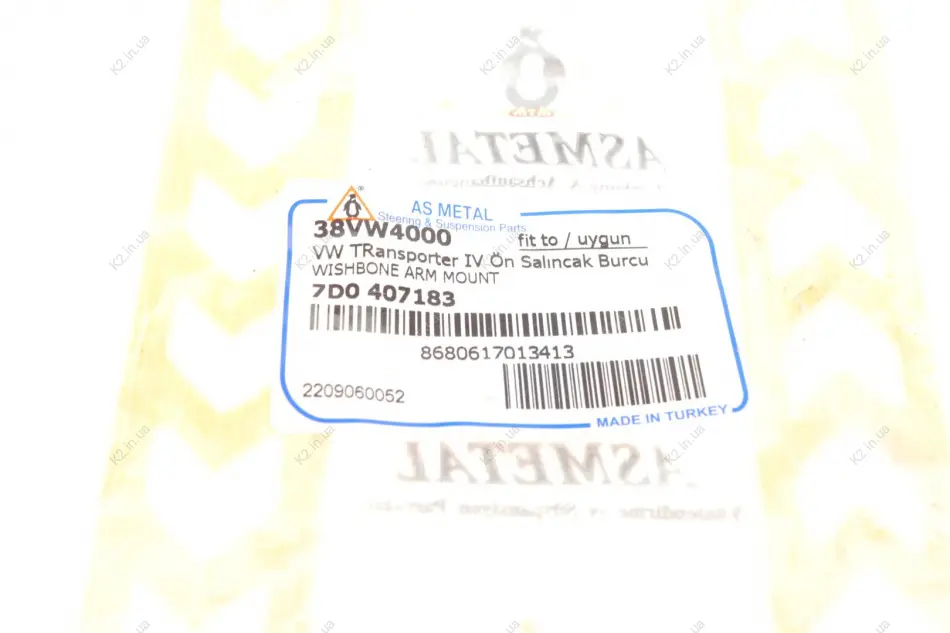 ASMETAL
AS METAL
Steering & Suspension Parts
38VW4000
fit to / uygun
VW TRansporter IV Ön Salıncak Burcu
WISHBONE ARM MOUNT
7D0 407183
8680617013413
2209060052
MADE IN TURKEY
ASMETAL
K2.in.ua